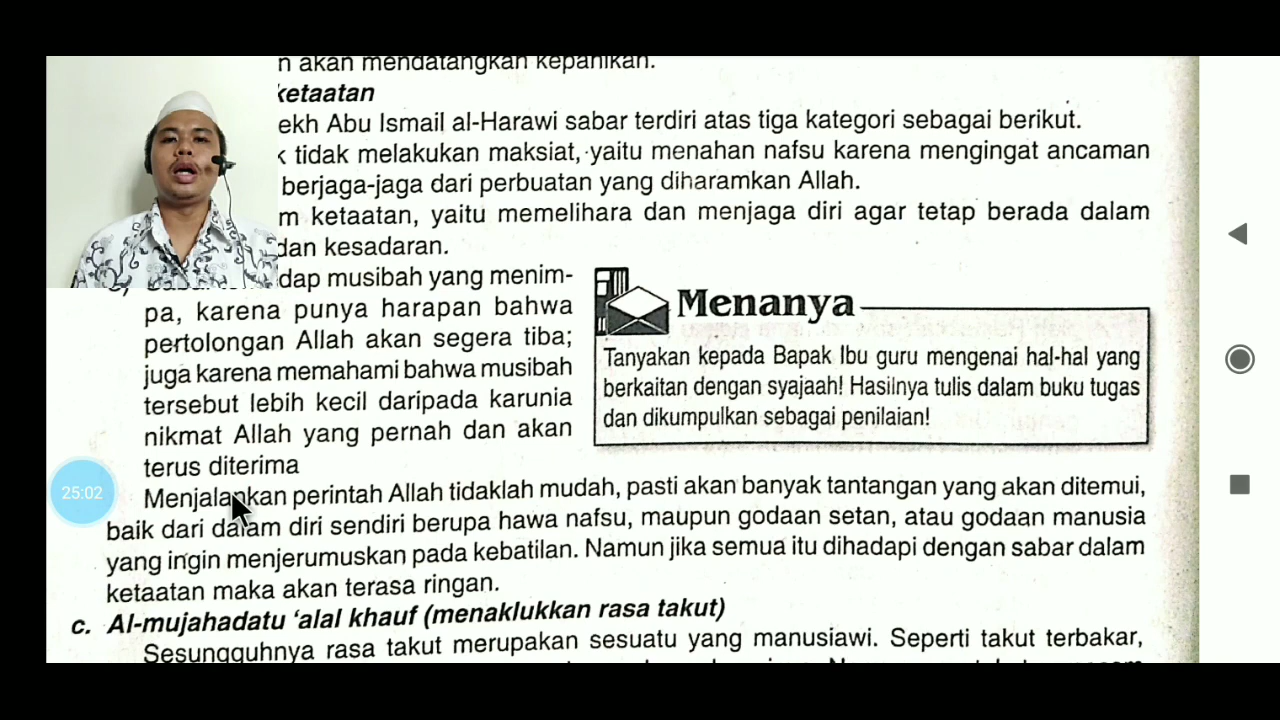 n akan mendatangkan kepanikan.
ketaatan
ekh Abu Ismail al-Harawi sabar terdiri atas tiga kategori sebagai berikut.
k tidak melakukan maksiat, yaitu menahan nafsu karena mengingat ancaman
berjaga-jaga dari perbuatan yang diharamkan Allah.
m ketaatan, yaitu memelihara dan menjaga diri agar tetap berada dalam
dan kesadaran.
dap musibah yang menim-
pa, karena punya harapan bahwa
pertolongan Allah akan segera tiba;
juga karena memahami bahwa musibah
tersebut lebih kecil daripada karunia
nikmat Allah yang pernah dan akan
terus diterima
Menanya
Tanyakan kepada Bapak Ibu guru mengenai hal-hal yang
berkaitan dengan syajaah! Hasilnya tulis dalam buku tugas
dan dikumpulkan sebagai penilaian!
25:02
Menjalankan perintah Allah tidaklah mudah, pasti akan banyak tantangan yang akan ditemui,
baik dari dalam diri sendiri berupa hawa nafsu, maupun godaan setan, atau godaan manusia
yang ingin menjerumuskan pada kebatilan. Namun jika semua itu dihadapi dengan sabar dalam
ketaatan maka akan terasa ringan.
c. Al-mujahadatu ‘alal khauf (menaklukkan rasa takut)
Sesungguhnya rasa takut merupakan sesuatu yang manusiawi. Seperti takut terbakar,